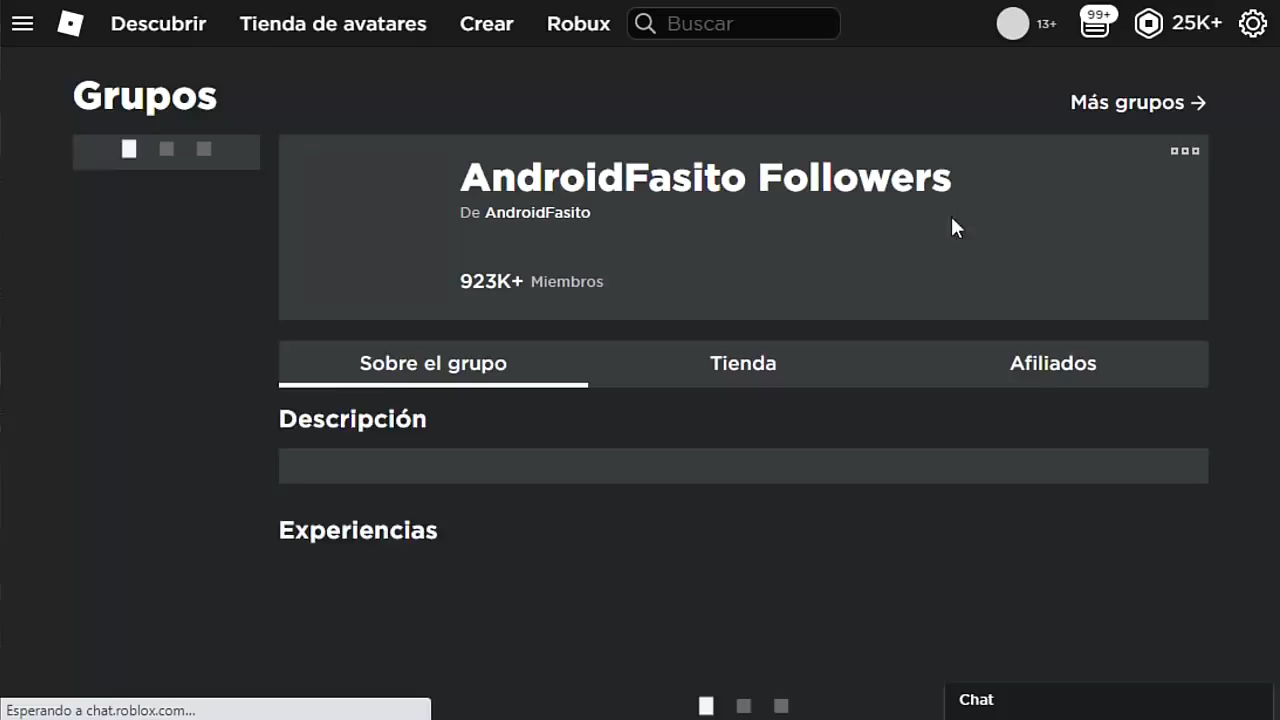 Descubrir Tienda de avatares Crear Robux Buscar 13+ 99+ 25K+
Grupos
Más grupos →
AndroidFasito Followers
De AndroidFasito
923K+ Miembros
Sobre el grupo Tienda Afiliados
Descripción
Experiencias
Esperando a chat.roblox.com...
Chat